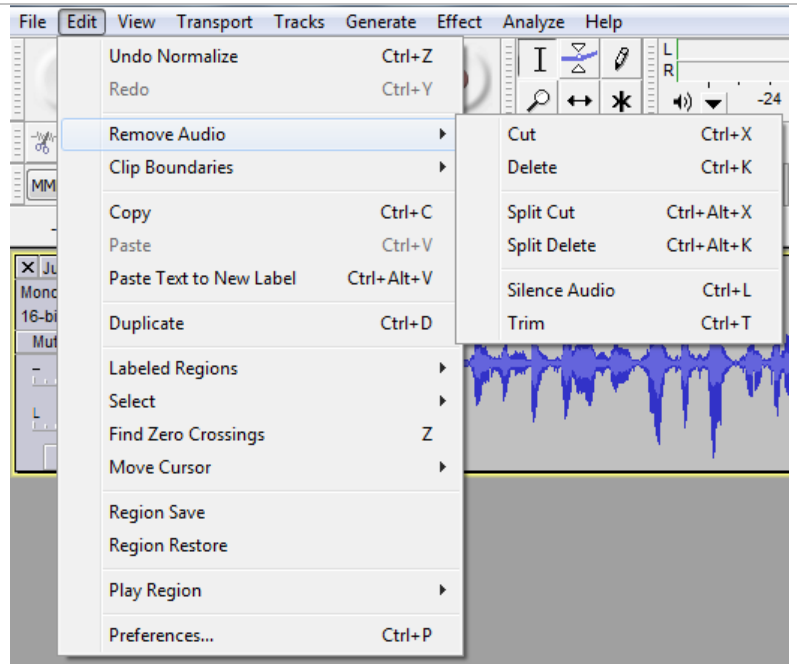 File Edit View Transport Tracks Generate Effect Analyze Help
Undo Normalize Ctrl+Z
Redo Ctrl+Y
Remove Audio
Clip Boundaries
Copy Ctrl+C
Paste Ctrl+V
Paste Text to New Label Ctrl+Alt+V
Duplicate Ctrl+D
Labeled Regions
Select
Find Zero Crossings Z
Move Cursor
Region Save
Region Restore
Play Region
Preferences... Ctrl+P
Cut Ctrl+X
Delete Ctrl+K
Split Cut Ctrl+Alt+X
Split Delete Ctrl+Alt+K
Silence Audio Ctrl+L
Trim Ctrl+T
L
R
-24
MM
Ju
Mono
16-bi
Mut
-
L